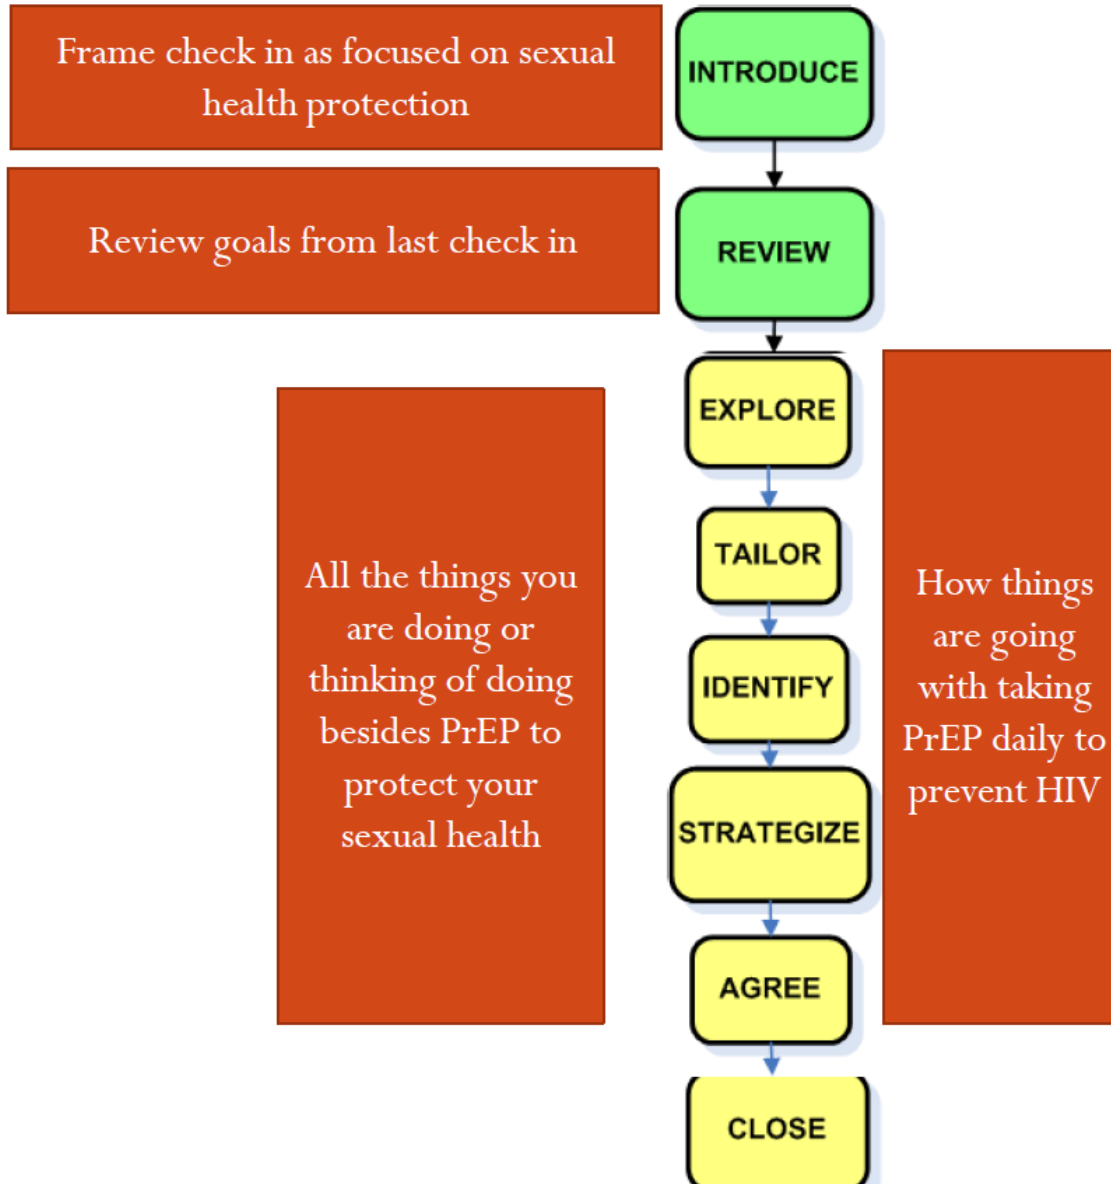 Frame check in as focused on sexual
health protection
INTRODUCE
Review goals from last check in
REVIEW
EXPLORE
TAILOR
IDENTIFY
STRATEGIZE
AGREE
CLOSE
All the things you
are doing or
thinking of doing
besides PrEP to
protect your
sexual health
How things
are going
with taking
PrEP daily to
prevent HIV